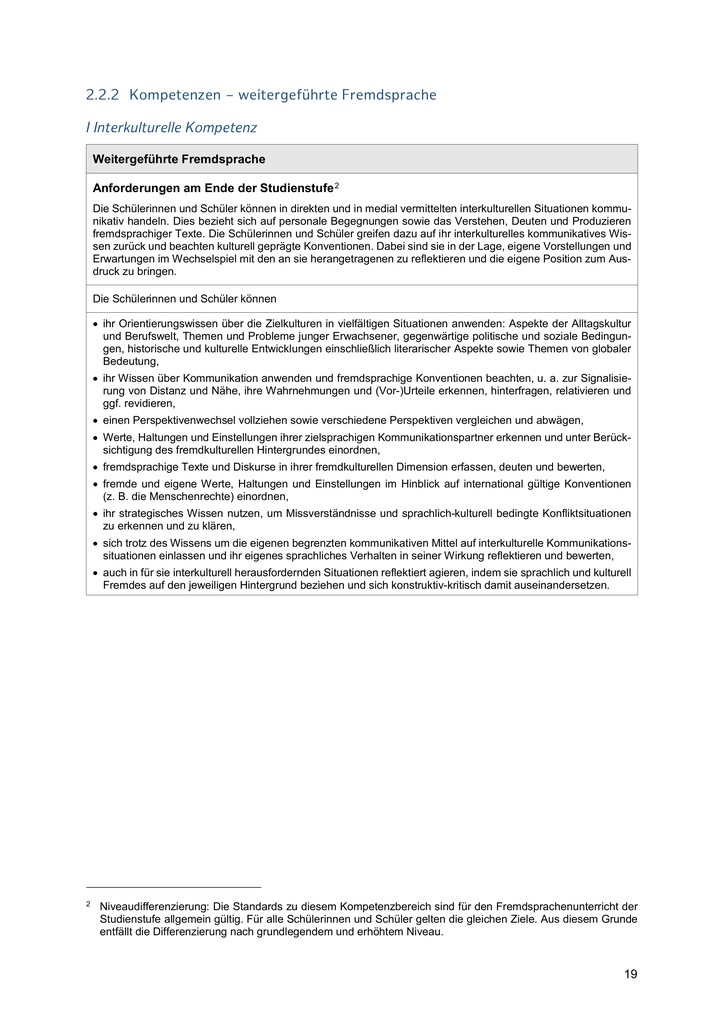 2.2.2 Kompetenzen – weitergeführte Fremdsprache
I Interkulturelle Kompetenz
Weitergeführte Fremdsprache
Anforderungen am Ende der Studienstufe2
Die Schülerinnen und Schüler können in direkten und in medial vermittelten interkulturellen Situationen kommu-
nikativ handeln. Dies bezieht sich auf personale Begegnungen sowie das Verstehen, Deuten und Produzieren
fremdsprachiger Texte. Die Schülerinnen und Schüler greifen dazu auf ihr interkulturelles kommunikatives Wis-
sen zurück und beachten kulturell geprägte Konventionen. Dabei sind sie in der Lage, eigene Vorstellungen und
Erwartungen im Wechselspiel mit den an sie herangetragenen zu reflektieren und die eigene Position zum Aus-
druck zu bringen.
Die Schülerinnen und Schüler können
• ihr Orientierungswissen über die Zielkulturen in vielfältigen Situationen anwenden: Aspekte der Alltagskultur
und Berufswelt, Themen und Probleme junger Erwachsener, gegenwärtige politische und soziale Bedingun-
gen, historische und kulturelle Entwicklungen einschließlich literarischer Aspekte sowie Themen von globaler
Bedeutung,
• ihr Wissen über Kommunikation anwenden und fremdsprachige Konventionen beachten, u. a. zur Signalisie-
rung von Distanz und Nähe, ihre Wahrnehmungen und (Vor-)Urteile erkennen, hinterfragen, relativieren und
ggf. revidieren,
• einen Perspektivenwechsel vollziehen sowie verschiedene Perspektiven vergleichen und abwägen,
• Werte, Haltungen und Einstellungen ihrer zielsprachigen Kommunikationspartner erkennen und unter Berück-
sichtigung des fremdkulturellen Hintergrundes einordnen,
• fremdsprachige Texte und Diskurse in ihrer fremdkulturellen Dimension erfassen, deuten und bewerten,
• fremde und eigene Werte, Haltungen und Einstellungen im Hinblick auf international gültige Konventionen
(z. B. die Menschenrechte) einordnen,
• ihr strategisches Wissen nutzen, um Missverständnisse und sprachlich-kulturell bedingte Konfliktsituationen
zu erkennen und zu klären,
• sich trotz des Wissens um die eigenen begrenzten kommunikativen Mittel auf interkulturelle Kommunikations-
situationen einlassen und ihr eigenes sprachliches Verhalten in seiner Wirkung reflektieren und bewerten,
• auch in für sie interkulturell herausfordernden Situationen reflektiert agieren, indem sie sprachlich und kulturell
Fremdes auf den jeweiligen Hintergrund beziehen und sich konstruktiv-kritisch damit auseinandersetzen.
2 Niveaudifferenzierung: Die Standards zu diesem Kompetenzbereich sind für den Fremdsprachenunterricht der
Studienstufe allgemein gültig. Für alle Schülerinnen und Schüler gelten die gleichen Ziele. Aus diesem Grunde
entfällt die Differenzierung nach grundlegendem und erhöhtem Niveau.
19